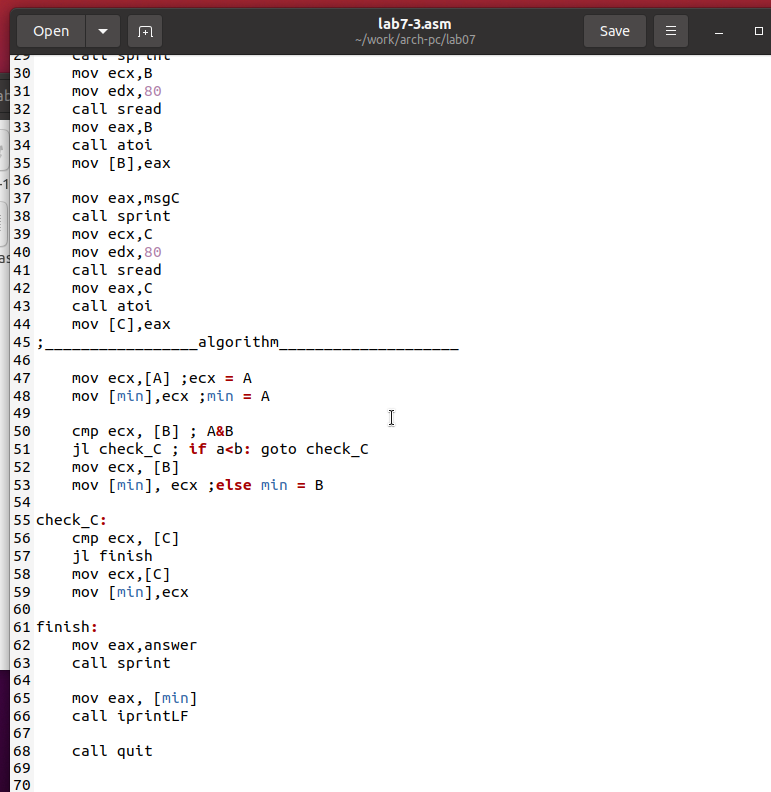 Open
lab7-3.asm
~/work/arch-pc/lab07
Save
29     call sprint
30     mov ecx,B
31     mov edx,80
32     call sread
33     mov eax,B
34     call atoi
35     mov [B],eax
36
37     mov eax,msgC
38     call sprint
39     mov ecx,C
40     mov edx,80
41     call sread
42     mov eax,C
43     call atoi
44     mov [C],eax
45 ;_________________algorithm____________________
46
47     mov ecx,[A] ;ecx = A
48     mov [min],ecx ;min = A
49
50     cmp ecx, [B] ; A&B
51     jl check_C ; if a<b: goto check_C
52     mov ecx, [B]
53     mov [min], ecx ;else min = B
54
55 check_C:
56     cmp ecx, [C]
57     jl finish
58     mov ecx,[C]
59     mov [min],ecx
60
61 finish:
62     mov eax,answer
63     call sprint
64
65     mov eax, [min]
66     call iprintLF
67
68     call quit
69
70